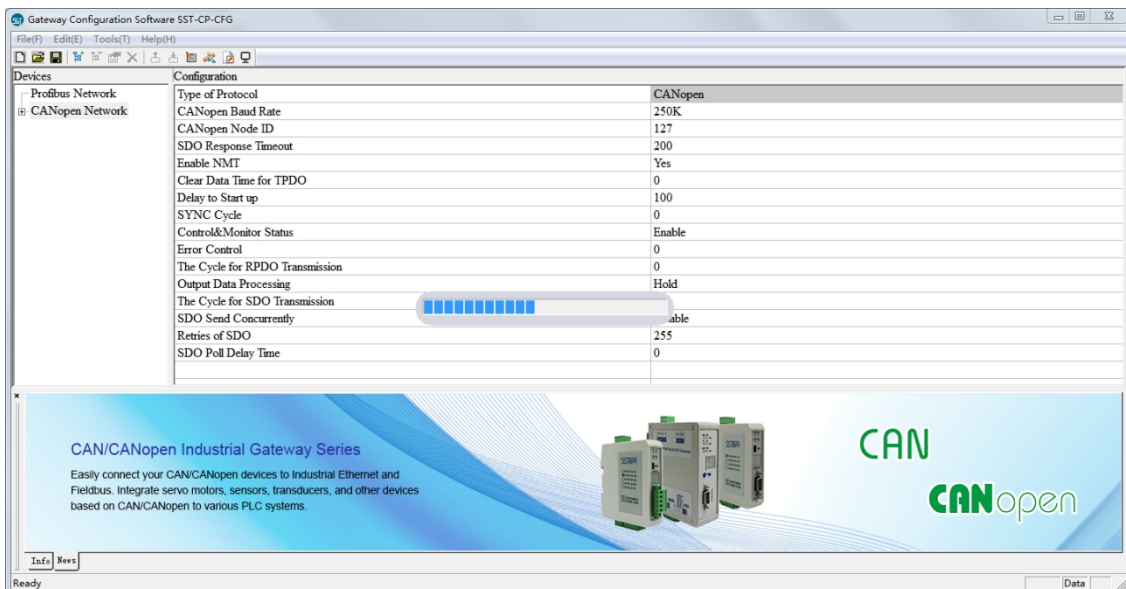 Gateway Configuration Software SST-CP-CFG
File(F) Edit(E) Tools(T) Help(H)
Devices
Configuration
Profibus Network
CANopen Network
Type of Protocol CANopen
CANopen Baud Rate 250K
CANopen Node ID 127
SDO Response Timeout 200
Enable NMT Yes
Clear Data Time for TPDO 0
Delay to Start up 100
SYNC Cycle 0
Control&Monitor Status Enable
Error Control 0
The Cycle for RPDO Transmission 0
Output Data Processing Hold
The Cycle for SDO Transmission
SDO Send Concurrently
Retries of SDO 255
SDO Poll Delay Time 0
CAN/CANopen Industrial Gateway Series
Easily connect your CAN/CANopen devices to Industrial Ethernet and
Fieldbus. Integrate servo motors, sensors, transducers, and other devices
based on CAN/CANopen to various PLC systems.
CAN
CANopen
Info News
Ready
Data